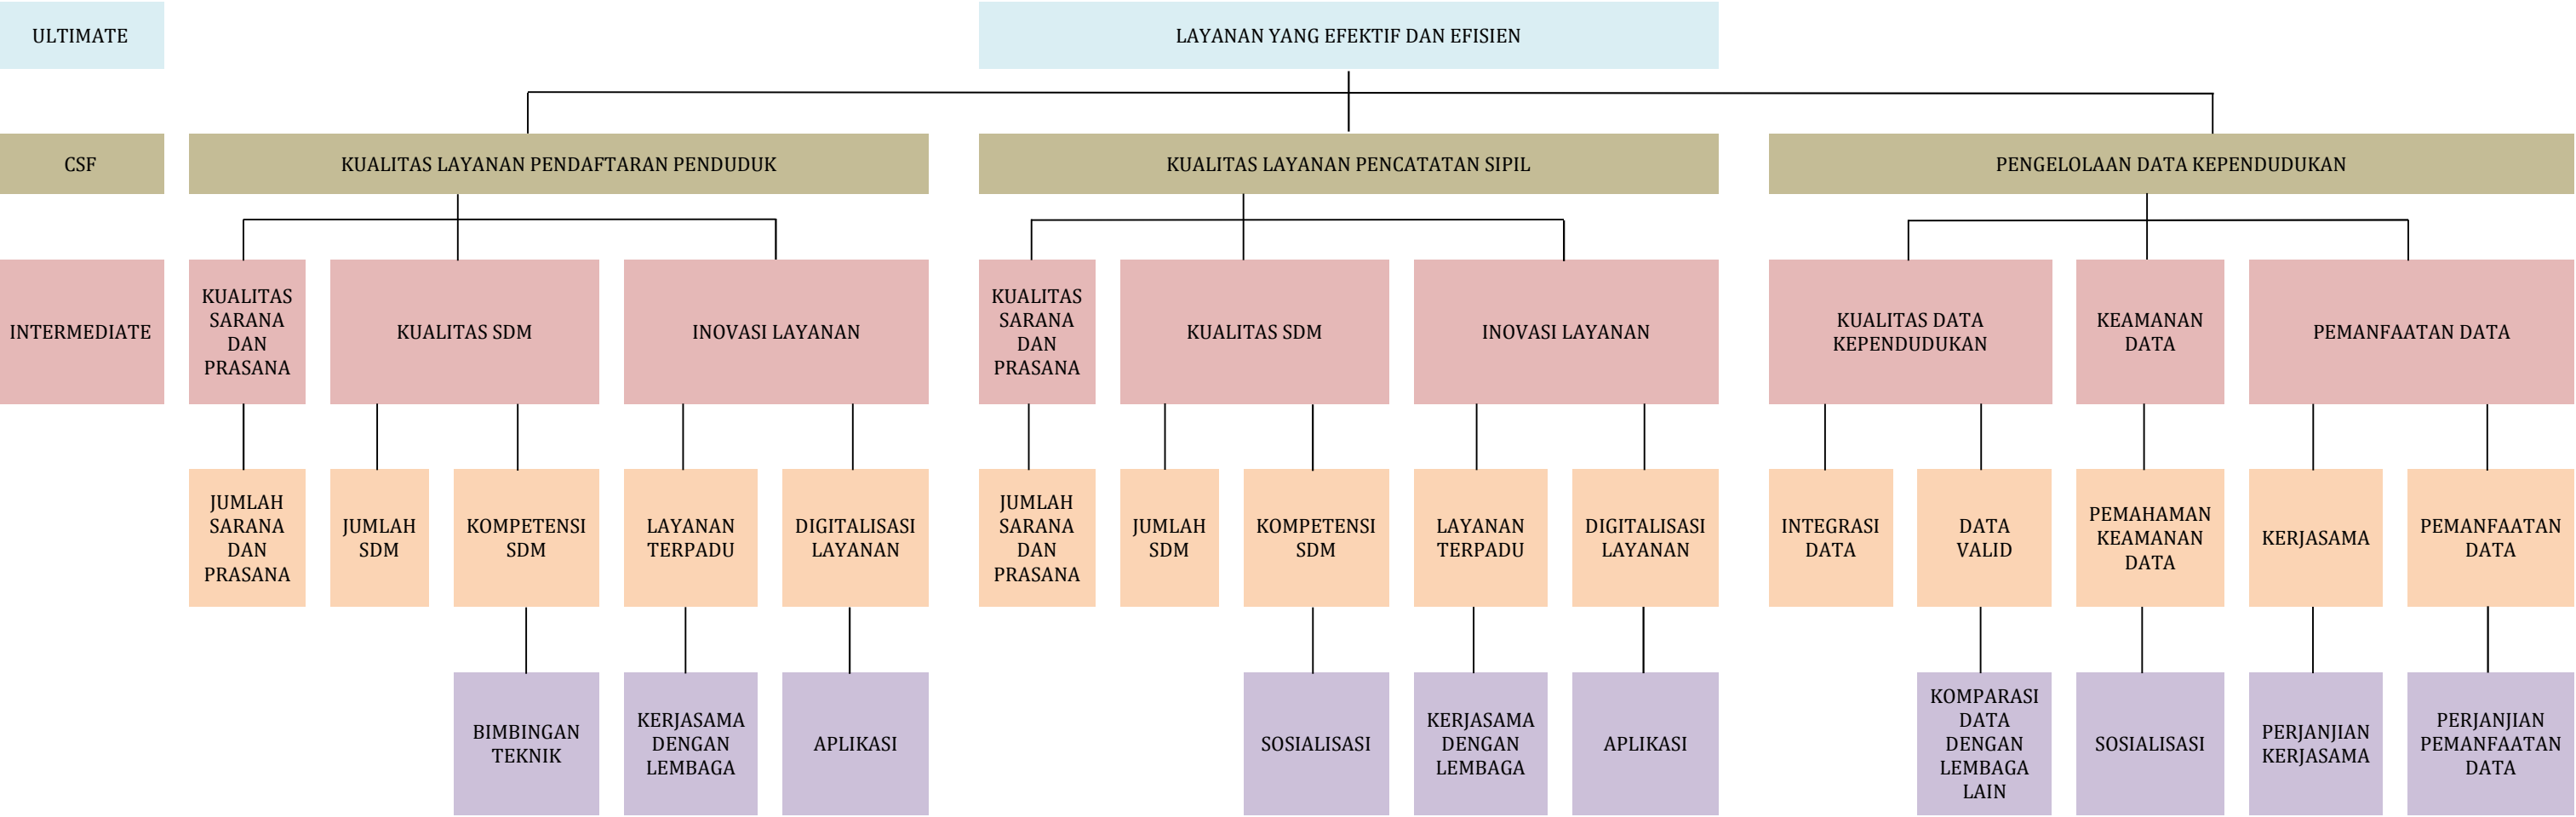 ULTIMATE
LAYANAN YANG EFEKTIF DAN EFISIEN
CSF
KUALITAS LAYANAN PENDAFTARAN PENDUDUK
KUALITAS LAYANAN PENCATATAN SIPIL
PENGELOLAAN DATA KEPENDUDUKAN
INTERMEDIATE
KUALITAS
SARANA
DAN
PRASANA
KUALITAS SDM
INOVASI LAYANAN
KUALITAS
SARANA
DAN
PRASANA
KUALITAS SDM
INOVASI LAYANAN
KUALITAS DATA
KEPENDUDUKAN
KEAMANAN
DATA
PEMANFAATAN DATA
JUMLAH
SARANA
DAN
PRASANA
JUMLAH
SDM
KOMPETENSI
SDM
LAYANAN
TERPADU
DIGITALISASI
LAYANAN
JUMLAH
SARANA
DAN
PRASANA
JUMLAH
SDM
KOMPETENSI
SDM
LAYANAN
TERPADU
DIGITALISASI
LAYANAN
INTEGRASI
DATA
DATA
VALID
PEMAHAMAN
KEAMANAN
DATA
KERJASAMA
PEMANFAATAN
DATA
BIMBINGAN
TEKNIK
KERJASAMA
DENGAN
LEMBAGA
APLIKASI
SOSIALISASI
KERJASAMA
DENGAN
LEMBAGA
APLIKASI
KOMPARASI
DATA
DENGAN
LEMBAGA
LAIN
SOSIALISASI
PERJANJIAN
KERJASAMA
PERJANJIAN
PEMANFAATAN
DATA